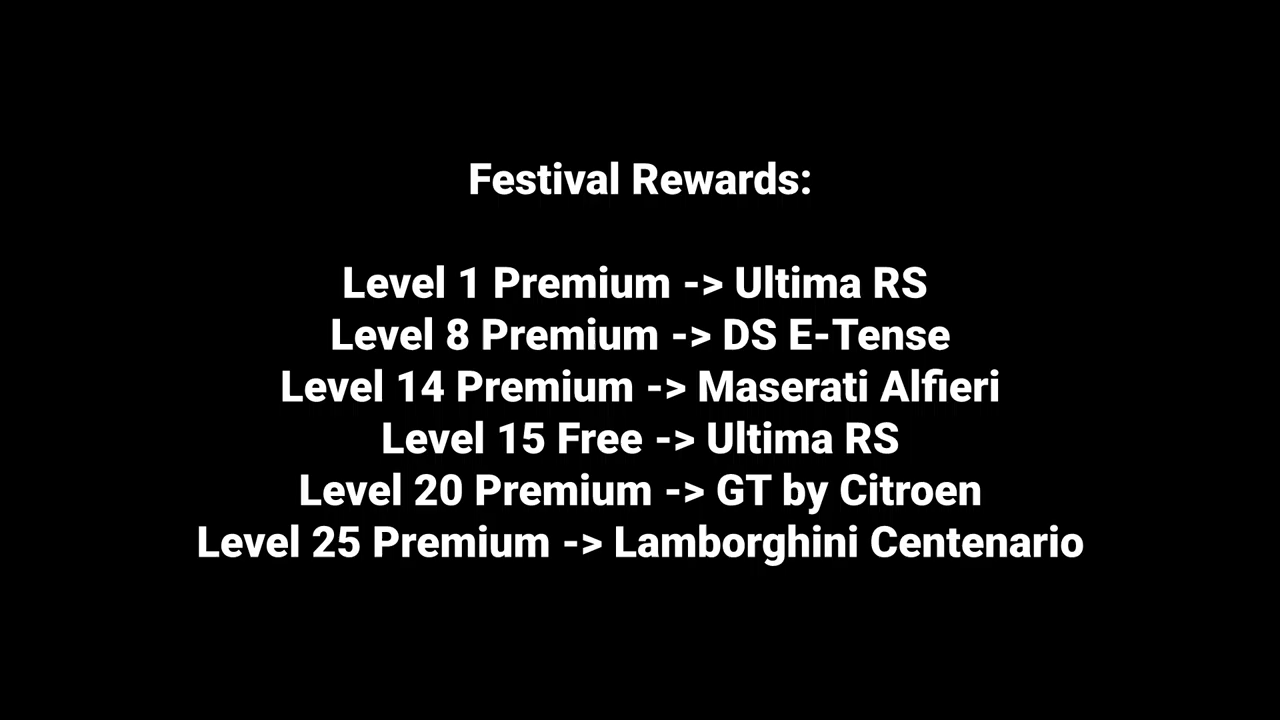 Festival Rewards:
Level 1 Premium -> Ultima RS
Level 8 Premium -> DS E-Tense
Level 14 Premium -> Maserati Alfieri
Level 15 Free -> Ultima RS
Level 20 Premium -> GT by Citroen
Level 25 Premium -> Lamborghini Centenario